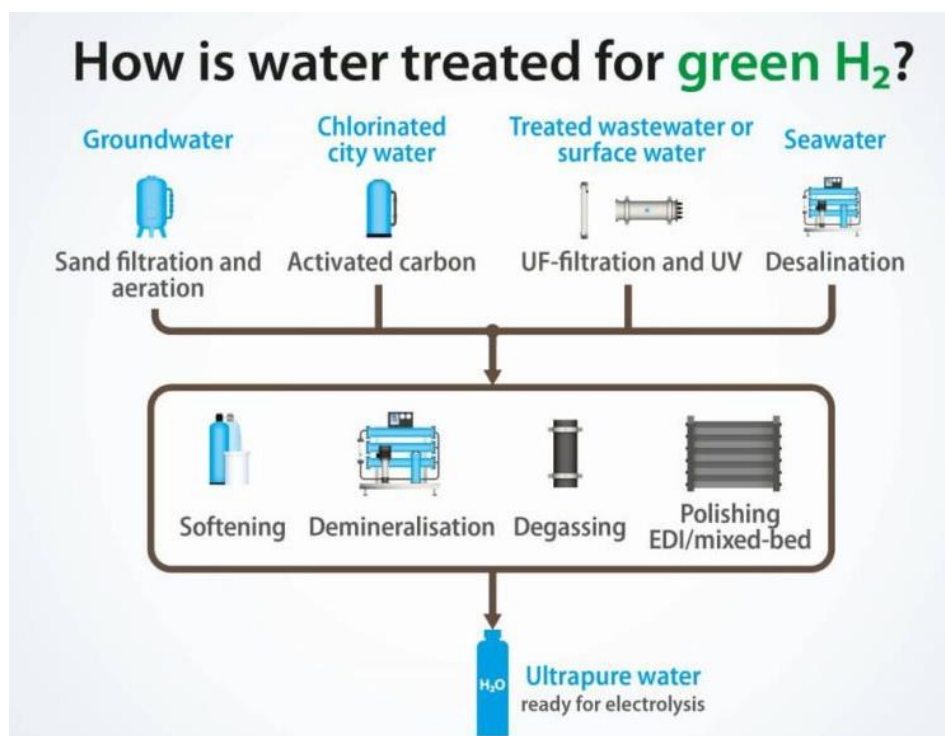 How is water treated for green H₂?
Groundwater
Sand filtration and
aeration
Chlorinated
city water
Activated carbon
Treated wastewater or
surface water
UF-filtration and UV
Seawater
Desalination
Softening
Demineralisation
Degassing
Polishing
EDI/mixed-bed
H₂O
Ultrapure water
ready for electrolysis